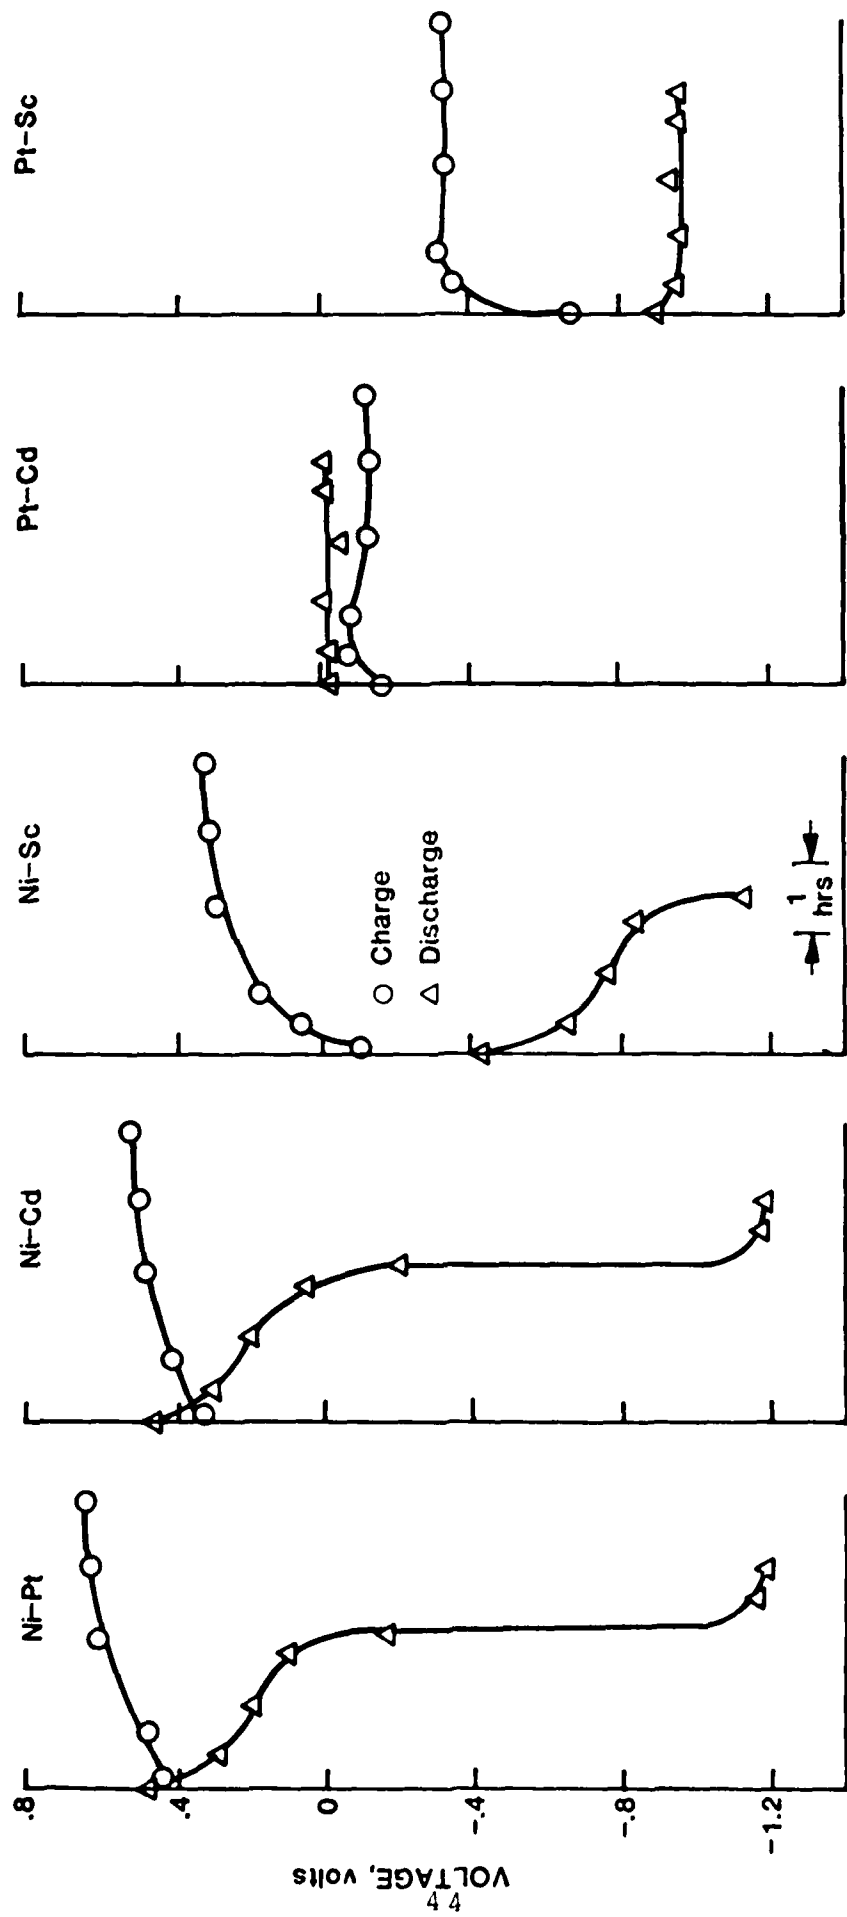 Ni-Pt
Ni-Cd
Ni-Sc
Pt-Cd
Pt-Sc
.8
.4
0
-.4
-.8
-1.2
VOLTAGE, volts
○ Charge
△ Discharge
1
hrs
44